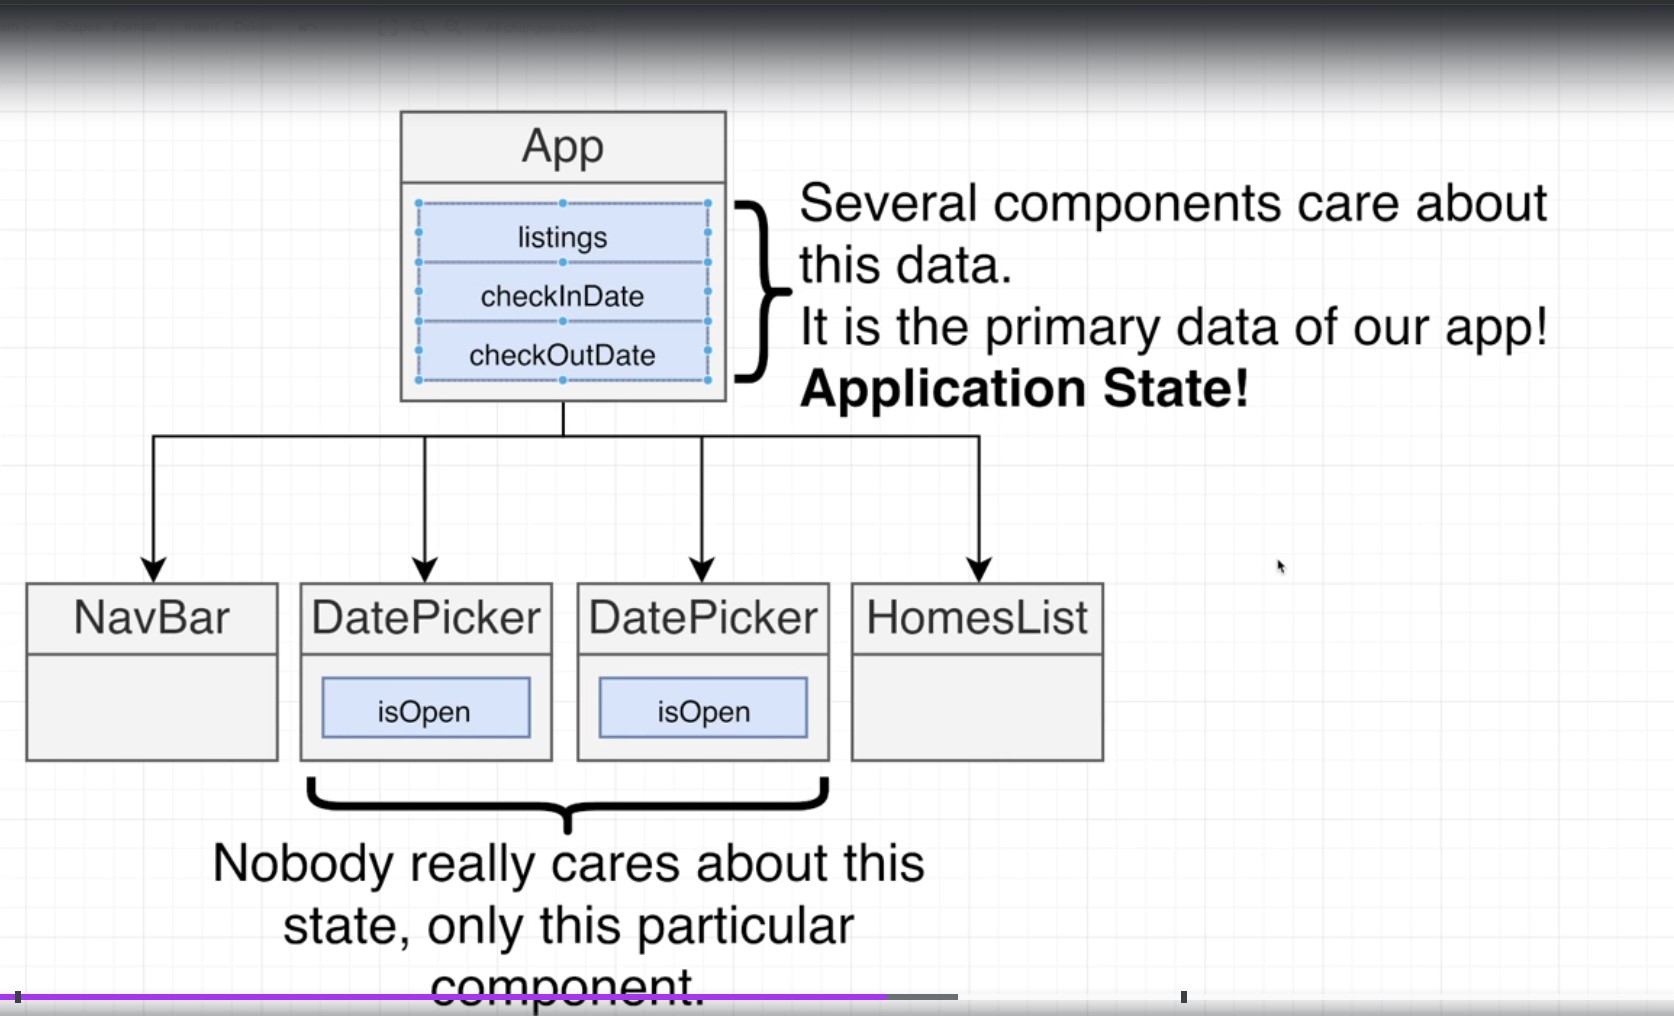 App
listings
checkInDate
checkOutDate
Several components care about
this data.
It is the primary data of our app!
Application State!
NavBar
DatePicker
DatePicker
HomesList
isOpen
isOpen
Nobody really cares about this
state, only this particular
component.